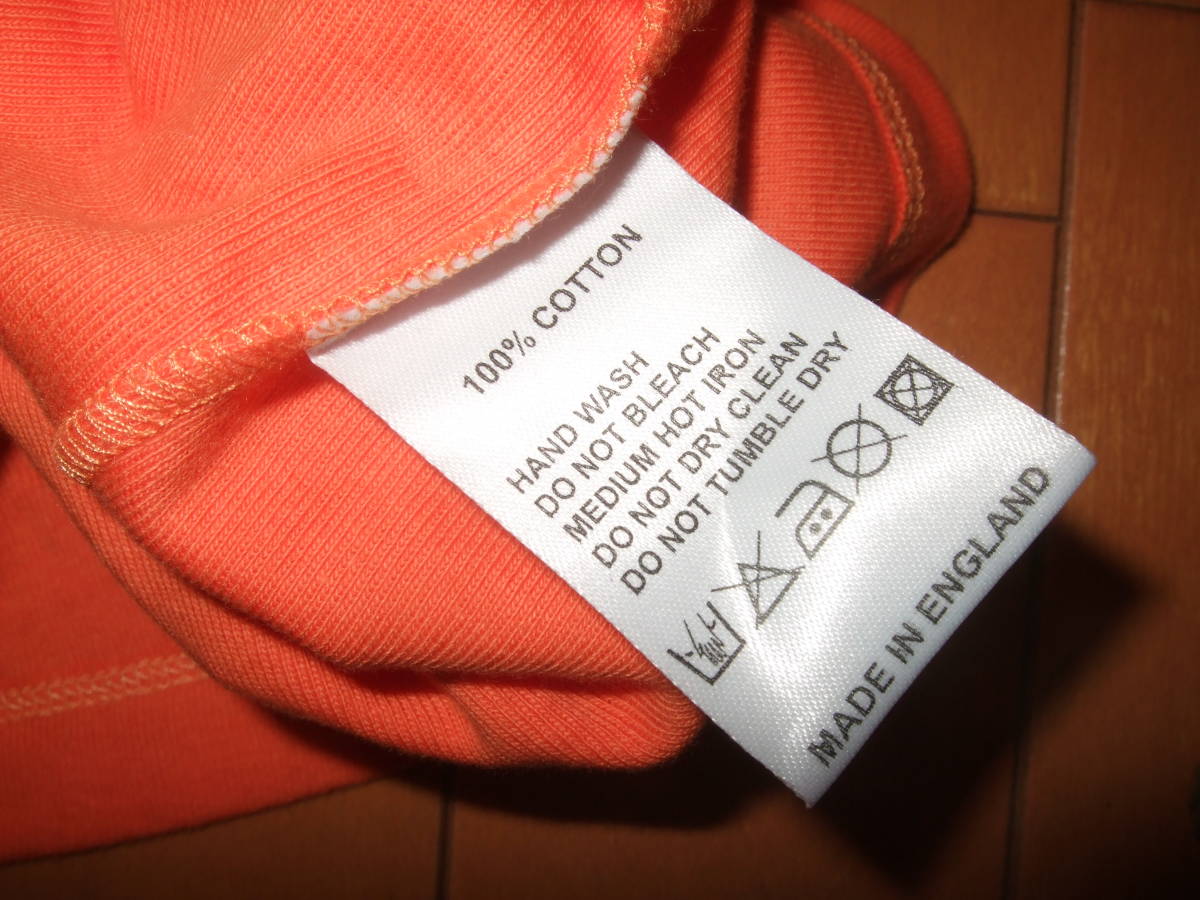 100% COTTON
HAND WASH
DO NOT BLEACH
MEDIUM HOT IRON
DO NOT DRY CLEAN
DO NOT TUMBLE DRY
MADE IN ENGLAND